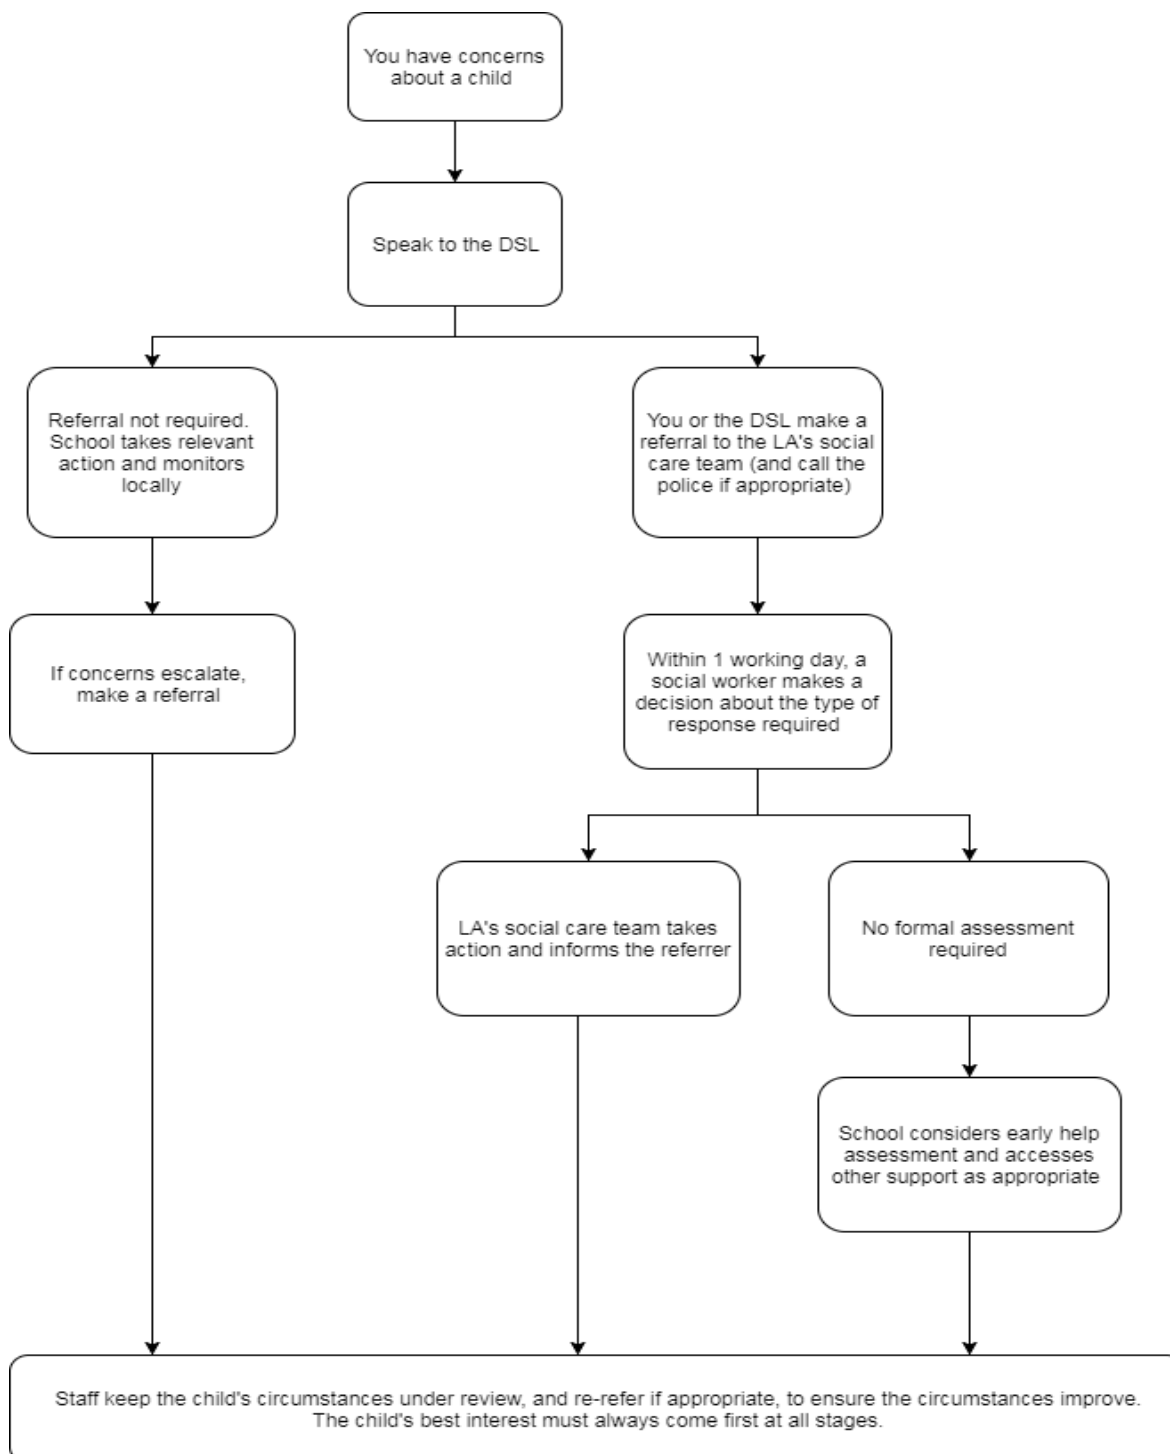 You have concerns
about a child
Speak to the DSL
Referral not required.
School takes relevant
action and monitors
locally
You or the DSL make a
referral to the LA's social
care team (and call the
police if appropriate)
If concerns escalate,
make a referral
Within 1 working day, a
social worker makes a
decision about the type of
response required
LA's social care team takes
action and informs the referrer
No formal assessment
required
School considers early help
assessment and accesses
other support as appropriate
Staff keep the child's circumstances under review, and re-refer if appropriate, to ensure the circumstances improve.
The child's best interest must always come first at all stages.